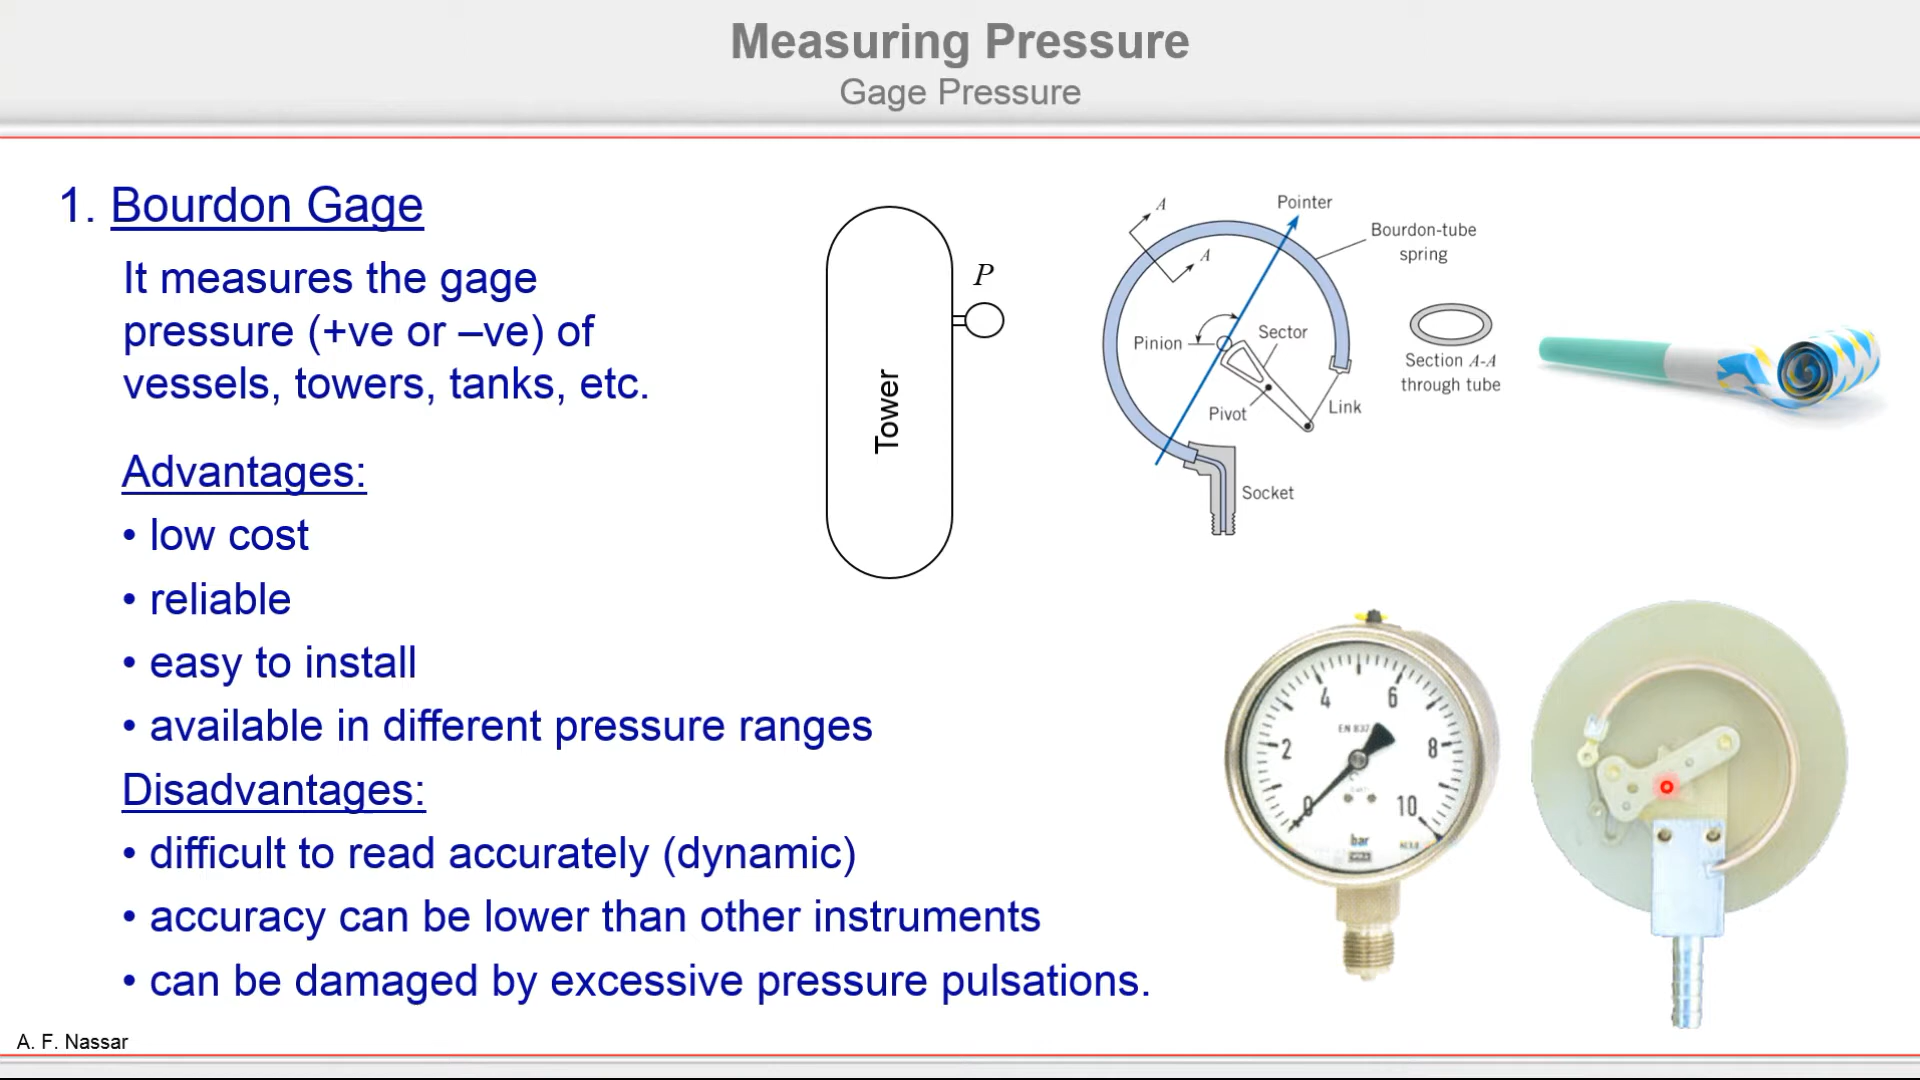 Measuring Pressure
Gage Pressure
1. Bourdon Gage
It measures the gage
pressure (+ve or –ve) of
vessels, towers, tanks, etc.
Advantages:
• low cost
• reliable
• easy to install
• available in different pressure ranges
Disadvantages:
• difficult to read accurately (dynamic)
• accuracy can be lower than other instruments
• can be damaged by excessive pressure pulsations.
Tower
P
A
A
Pointer
Bourdon-tube
spring
Pinion
Sector
Pivot
Link
Socket
Section A-A
through tube
0
2
4
6
8
10
EN 837
bar
A. F. Nassar